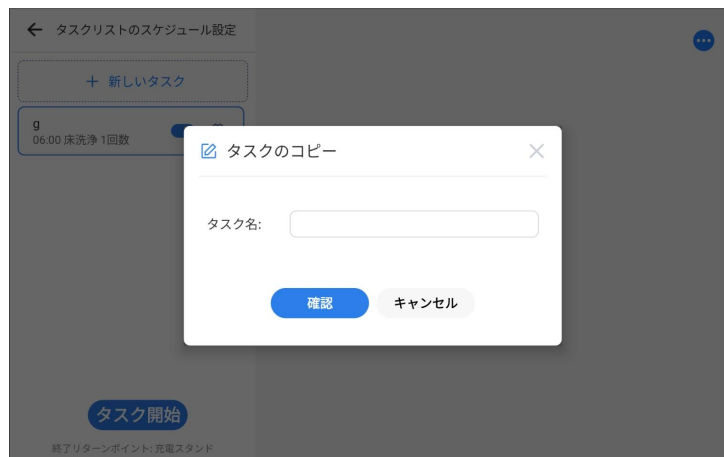 タスクリストのスケジュール設定
新しいタスク
g
06:00 床洗浄 1回数
タスクのコピー
タスク名:
確認 キャンセル
タスク開始
終了リターンポイント: 充電スタンド